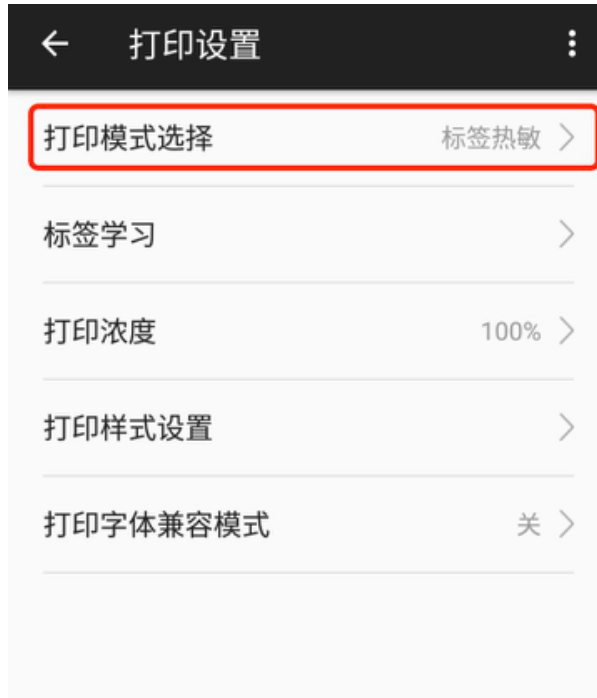 打印设置
打印模式选择 标签热敏
标签学习
打印浓度 100%
打印样式设置
打印字体兼容模式 关